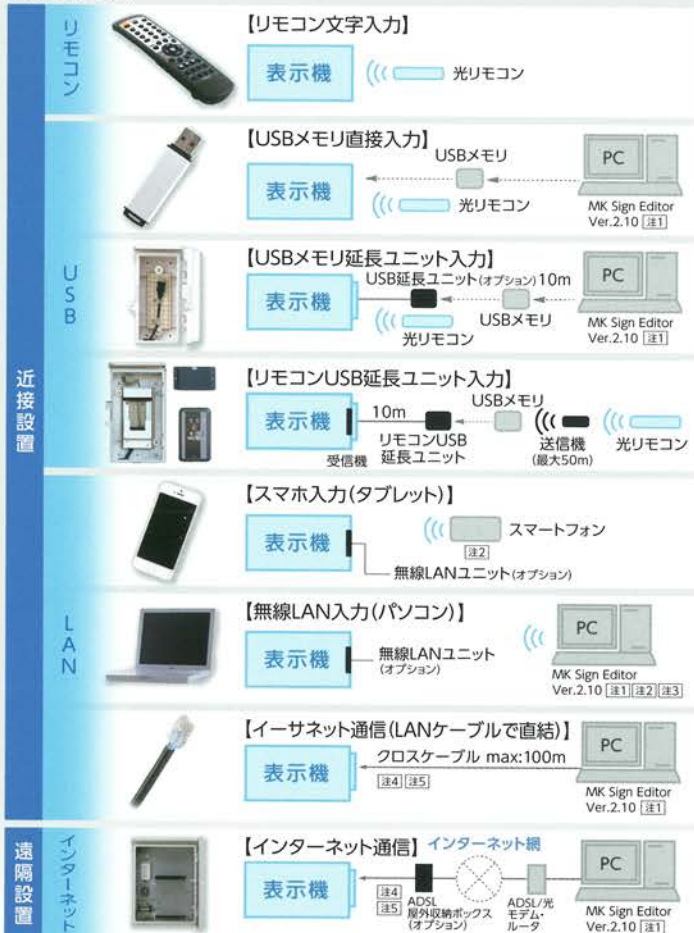 近接設置
リモコン
【リモコン文字入力】
表示機
光リモコン
USB
【USBメモリ直接入力】
USBメモリ
表示機
光リモコン
PC
MK Sign Editor
Ver.2.10 注1
【USBメモリ延長ユニット入力】
USB延長ユニット(オプション)10m
表示機
USBメモリ
光リモコン
PC
MK Sign Editor
Ver.2.10 注1
【リモコンUSB延長ユニット入力】
USBメモリ
表示機
10m
受信機
リモコンUSB
延長ユニット
送信機
(最大50m)
光リモコン
LAN
【スマホ入力(タブレット)】
表示機
スマートフォン
注2
無線LANユニット(オプション)
【無線LAN入力(パソコン)】
表示機
無線LANユニット
(オプション)
PC
MK Sign Editor
Ver.2.10 注1 注2 注3
【イーサネット通信(LANケーブルで直結)】
クロスケーブル max:100m
表示機
注4 注5
PC
MK Sign Editor
Ver.2.10 注1
遠隔設置
インターネット
【インターネット通信】
インターネット網
表示機
注4
注5
ADSL
屋外収納ボックス
(オプション)
ADSL/光
モデム・
ルータ
PC
MK Sign Editor
Ver.2.10 注1